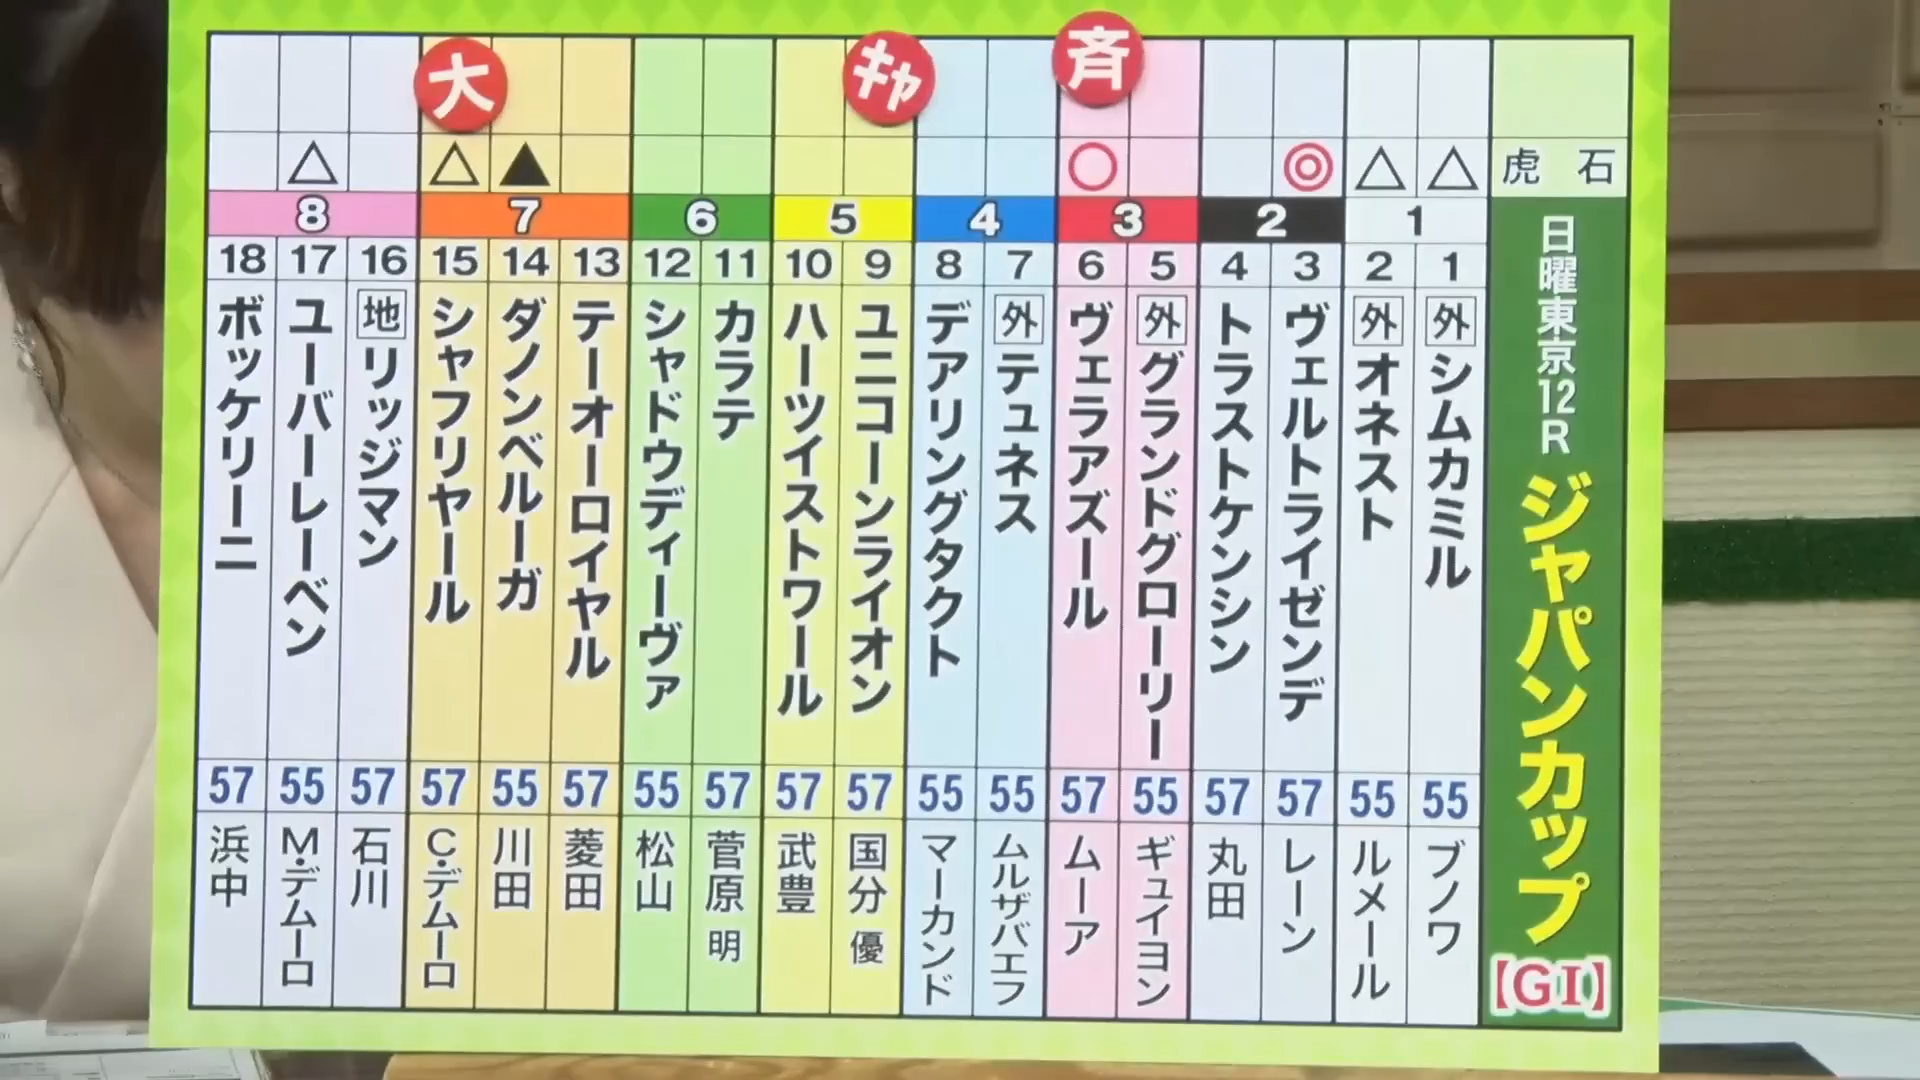 日曜東京12R
ジャパンカップ
【GI】
虎石
大 ｷｬ 斉
△ △ ▲ ○ ◎ △ △
8 7 6 5 4 3 2 1
18 17 16 15 14 13 12 11 10 9 8 7 6 5 4 3 2 1
外 シムカミル 55 ブノワ
外 オネスト 55 ルメール
ヴェルトライゼンデ 57 レーン
トラストケンシン 57 丸田
外 グランドグローリー 55 ギュイヨン
ヴェラアズール 57 ムーア
外 テュネス 55 ムルザバエフ
デアリングタクト 55 マーカンド
ユニコーンライオン 57 国分優
ハーツイストワール 57 武豊
カラテ 57 菅原明
シャドウディーヴァ 55 松山
テーオーロイヤル 57 菱田
ダノンベルーガ 55 川田
シャフリヤール 57 C・デムーロ
地 リッジマン 57 石川
ユーバーレーベン 55 M・デムーロ
ボッケリーニ 57 浜中